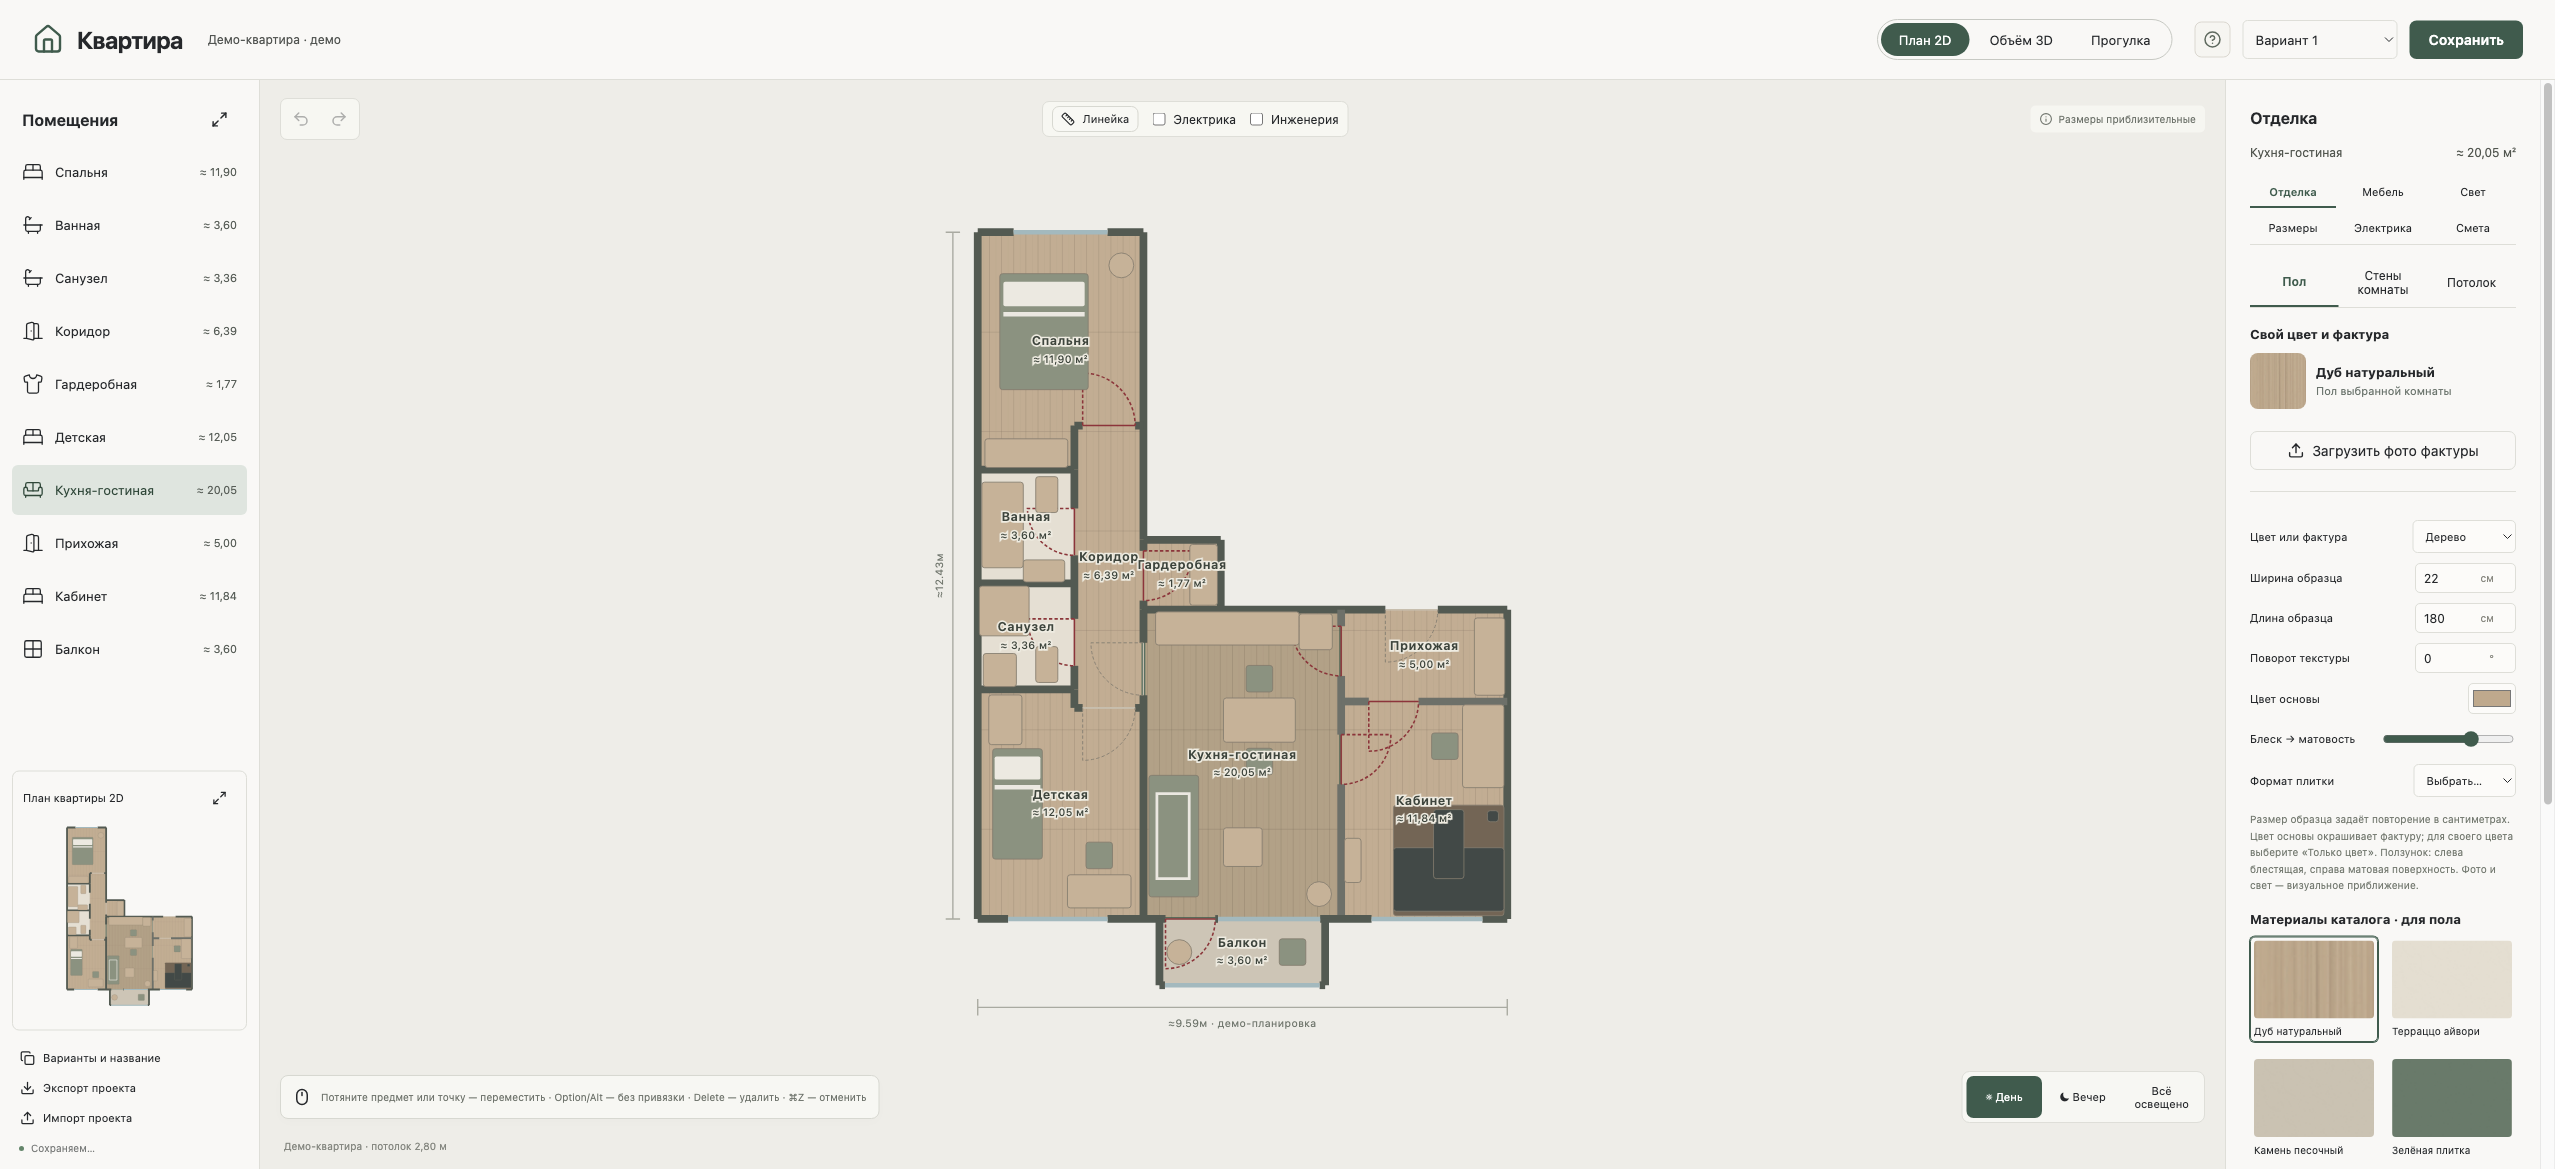 Квартира
Демо-квартира · демо
План 2D
Объём 3D
Прогулка
Вариант 1
Сохранить
Помещения
Спальня ≈ 11,90
Ванная ≈ 3,60
Санузел ≈ 3,36
Коридор ≈ 6,39
Гардеробная ≈ 1,77
Детская ≈ 12,05
Кухня-гостиная ≈ 20,05
Прихожая ≈ 5,00
Кабинет ≈ 11,84
Балкон ≈ 3,60
План квартиры 2D
Варианты и название
Экспорт проекта
Импорт проекта
Сохраняем...
Линейка
Электрика
Инженерия
Размеры приблизительные
Спальня
≈ 11,90 м²
Ванная
≈ 3,60 м²
Коридор
≈ 6,39 м²
Гардеробная
≈ 1,77 м²
Санузел
≈ 3,36 м²
Прихожая
≈ 5,00 м²
Кухня-гостиная
≈ 20,05 м²
Детская
≈ 12,05 м²
Кабинет
≈ 11,84 м²
Балкон
≈ 3,60 м²
≈12.43м
≈9.59м · демо-планировка
Потяните предмет или точку — переместить · Option/Alt — без привязки · Delete — удалить · ⌘Z — отменить
Демо-квартира · потолок 2,80 м
День
Вечер
Всё
освещено
Отделка
Кухня-гостиная ≈ 20,05 м²
Отделка
Мебель
Свет
Размеры
Электрика
Смета
Пол
Стены
комнаты
Потолок
Свой цвет и фактура
Дуб натуральный
Пол выбранной комнаты
Загрузить фото фактуры
Цвет или фактура Дерево
Ширина образца 22 см
Длина образца 180 см
Поворот текстуры 0 °
Цвет основы
Блеск → матовость
Формат плитки Выбрать...
Размер образца задаёт повторение в сантиметрах.
Цвет основы окрашивает фактуру; для своего цвета
выберите «Только цвет». Ползунок: слева
блестящая, справа матовая поверхность. Фото и
свет — визуальное приближение.
Материалы каталога · для пола
Дуб натуральный
Терраццо айвори
Камень песочный
Зелёная плитка